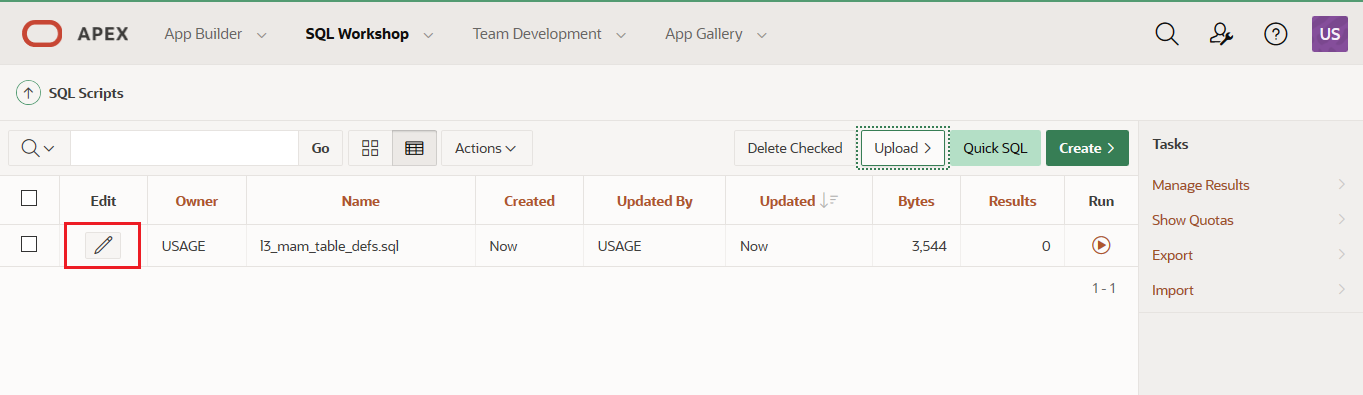 APEX App Builder SQL Workshop Team Development App Gallery US
SQL Scripts
Go Actions Delete Checked Upload Quick SQL Create
Tasks
Edit Owner Name Created Updated By Updated Bytes Results Run
USAGE l3_mam_table_defs.sql Now USAGE Now 3,544 0
1 - 1
Manage Results
Show Quotas
Export
Import